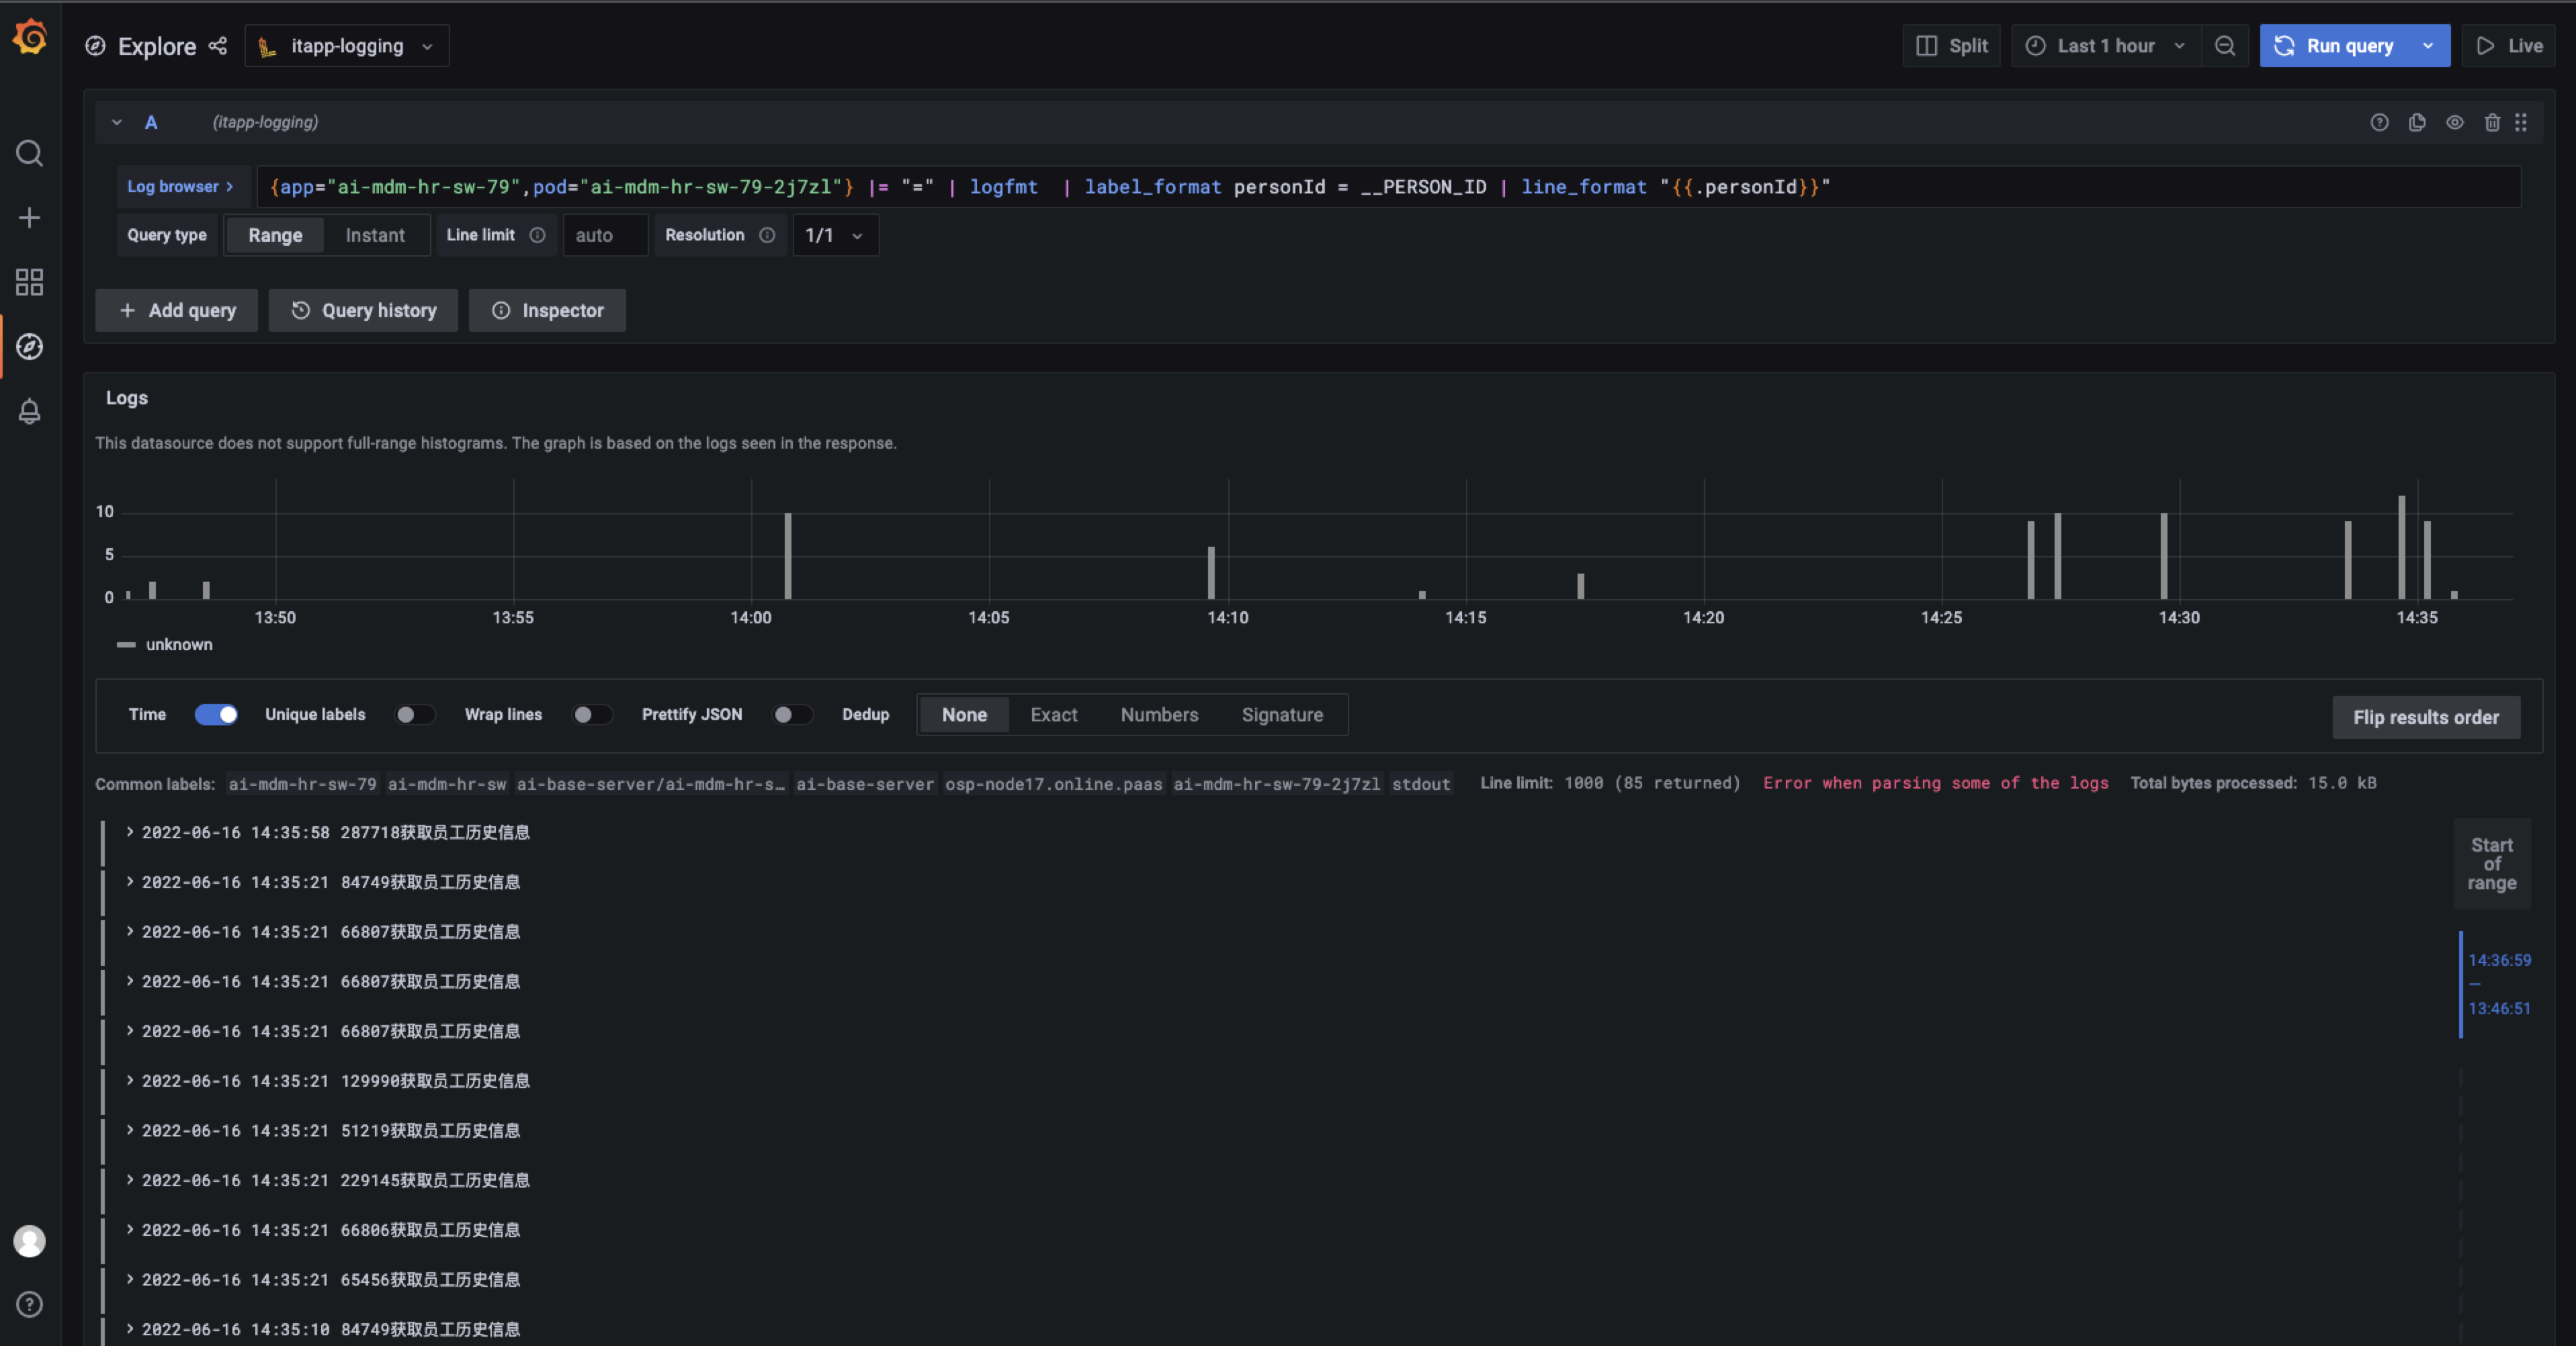 Explore itapp-logging Split Last 1 hour Run query Live
A (itapp-logging)
Log browser > {app="ai-mdm-hr-sw-79",pod="ai-mdm-hr-sw-79-2j7zl"} |= "=" | logfmt | label_format personId = __PERSON_ID | line_format "{{.personId}}"
Query type Range Instant Line limit auto Resolution 1/1
+ Add query Query history Inspector
Logs
This datasource does not support full-range histograms. The graph is based on the logs seen in the response.
10
5
0
13:50 13:55 14:00 14:05 14:10 14:15 14:20 14:25 14:30 14:35
unknown
Time Unique labels Wrap lines Prettify JSON Dedup None Exact Numbers Signature Flip results order
Common labels: ai-mdm-hr-sw-79 ai-mdm-hr-sw ai-base-server/ai-mdm-hr-s… ai-base-server osp-node17.online.paas ai-mdm-hr-sw-79-2j7zl stdout Line limit: 1000 (85 returned) Error when parsing some of the logs Total bytes processed: 15.0 kB
> 2022-06-16 14:35:58 287718获取员工历史信息
> 2022-06-16 14:35:21 84749获取员工历史信息
> 2022-06-16 14:35:21 66807获取员工历史信息
> 2022-06-16 14:35:21 66807获取员工历史信息
> 2022-06-16 14:35:21 66807获取员工历史信息
> 2022-06-16 14:35:21 129990获取员工历史信息
> 2022-06-16 14:35:21 51219获取员工历史信息
> 2022-06-16 14:35:21 229145获取员工历史信息
> 2022-06-16 14:35:21 66806获取员工历史信息
> 2022-06-16 14:35:21 65456获取员工历史信息
> 2022-06-16 14:35:10 84749获取员工历史信息
Start
of
range
14:36:59
—
13:46:51